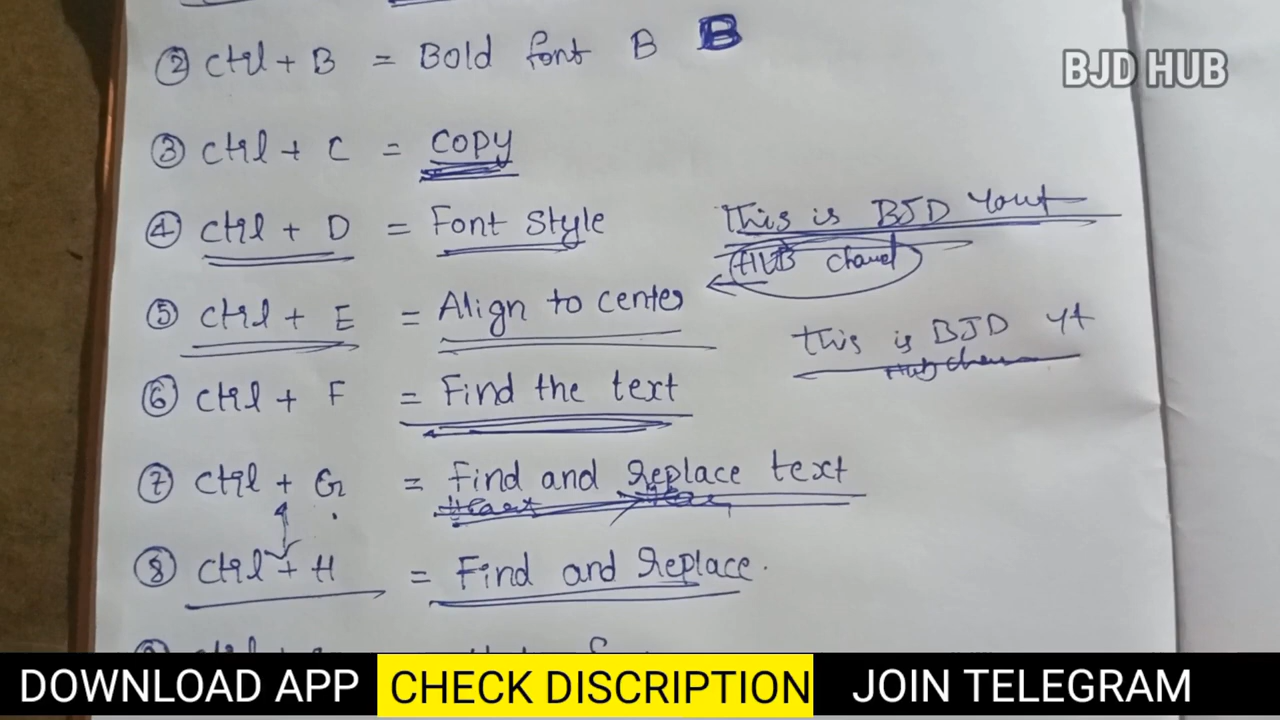 ② Ctrl + B = Bold font B B
BJD HUB
③ Ctrl + C = Copy
④ Ctrl + D = Font Style
This is BJD Yout
HUB chanel
⑤ Ctrl + E = Align to center
This is BJD Yt
⑥ Ctrl + F = Find the text
⑦ Ctrl + G = Find and Replace text
⑧ Ctrl + H = Find and Replace.
DOWNLOAD APP CHECK DISCRIPTION JOIN TELEGRAM